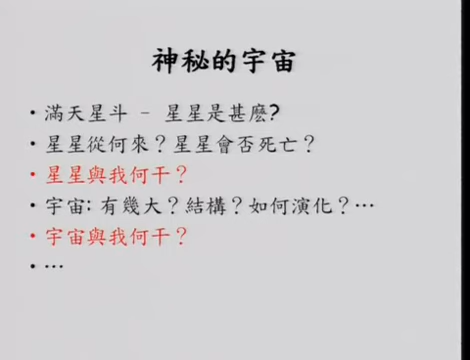 神秘的宇宙
•滿天星斗 – 星星是甚麼?
•星星從何來？星星會否死亡？
•星星與我何干？
•宇宙: 有幾大？結構？如何演化？…
•宇宙與我何干？
•…